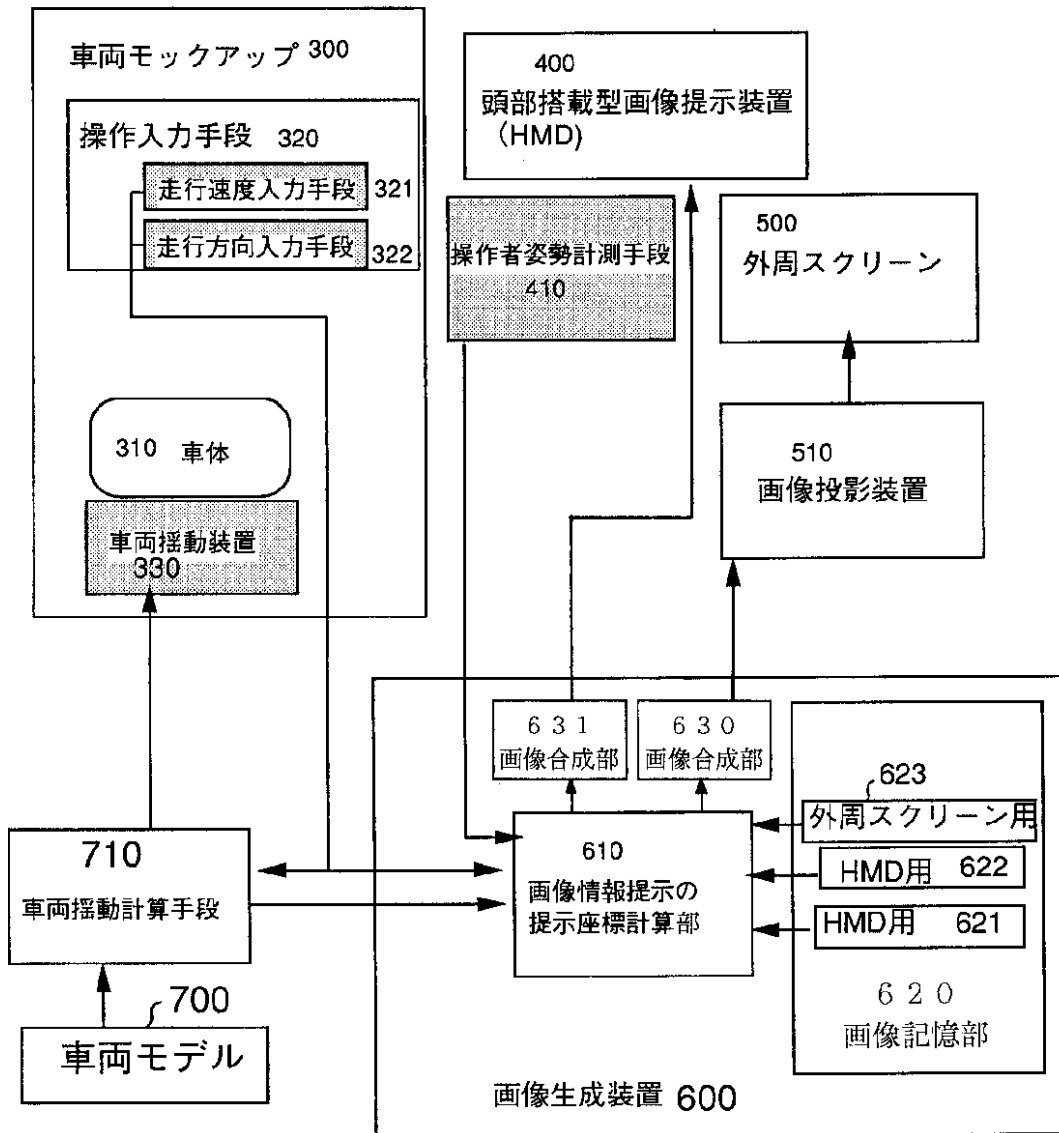 車両モックアップ 300
操作入力手段 320
走行速度入力手段 321
走行方向入力手段 322
310 車体
車両揺動装置
330
400
頭部搭載型画像提示装置
(HMD)
操作者姿勢計測手段
410
500
外周スクリーン
510
画像投影装置
631
画像合成部
630
画像合成部
623
外周スクリーン用
HMD用 622
HMD用 621
620
画像記憶部
610
画像情報提示の
提示座標計算部
710
車両揺動計算手段
700
車両モデル
画像生成装置 600